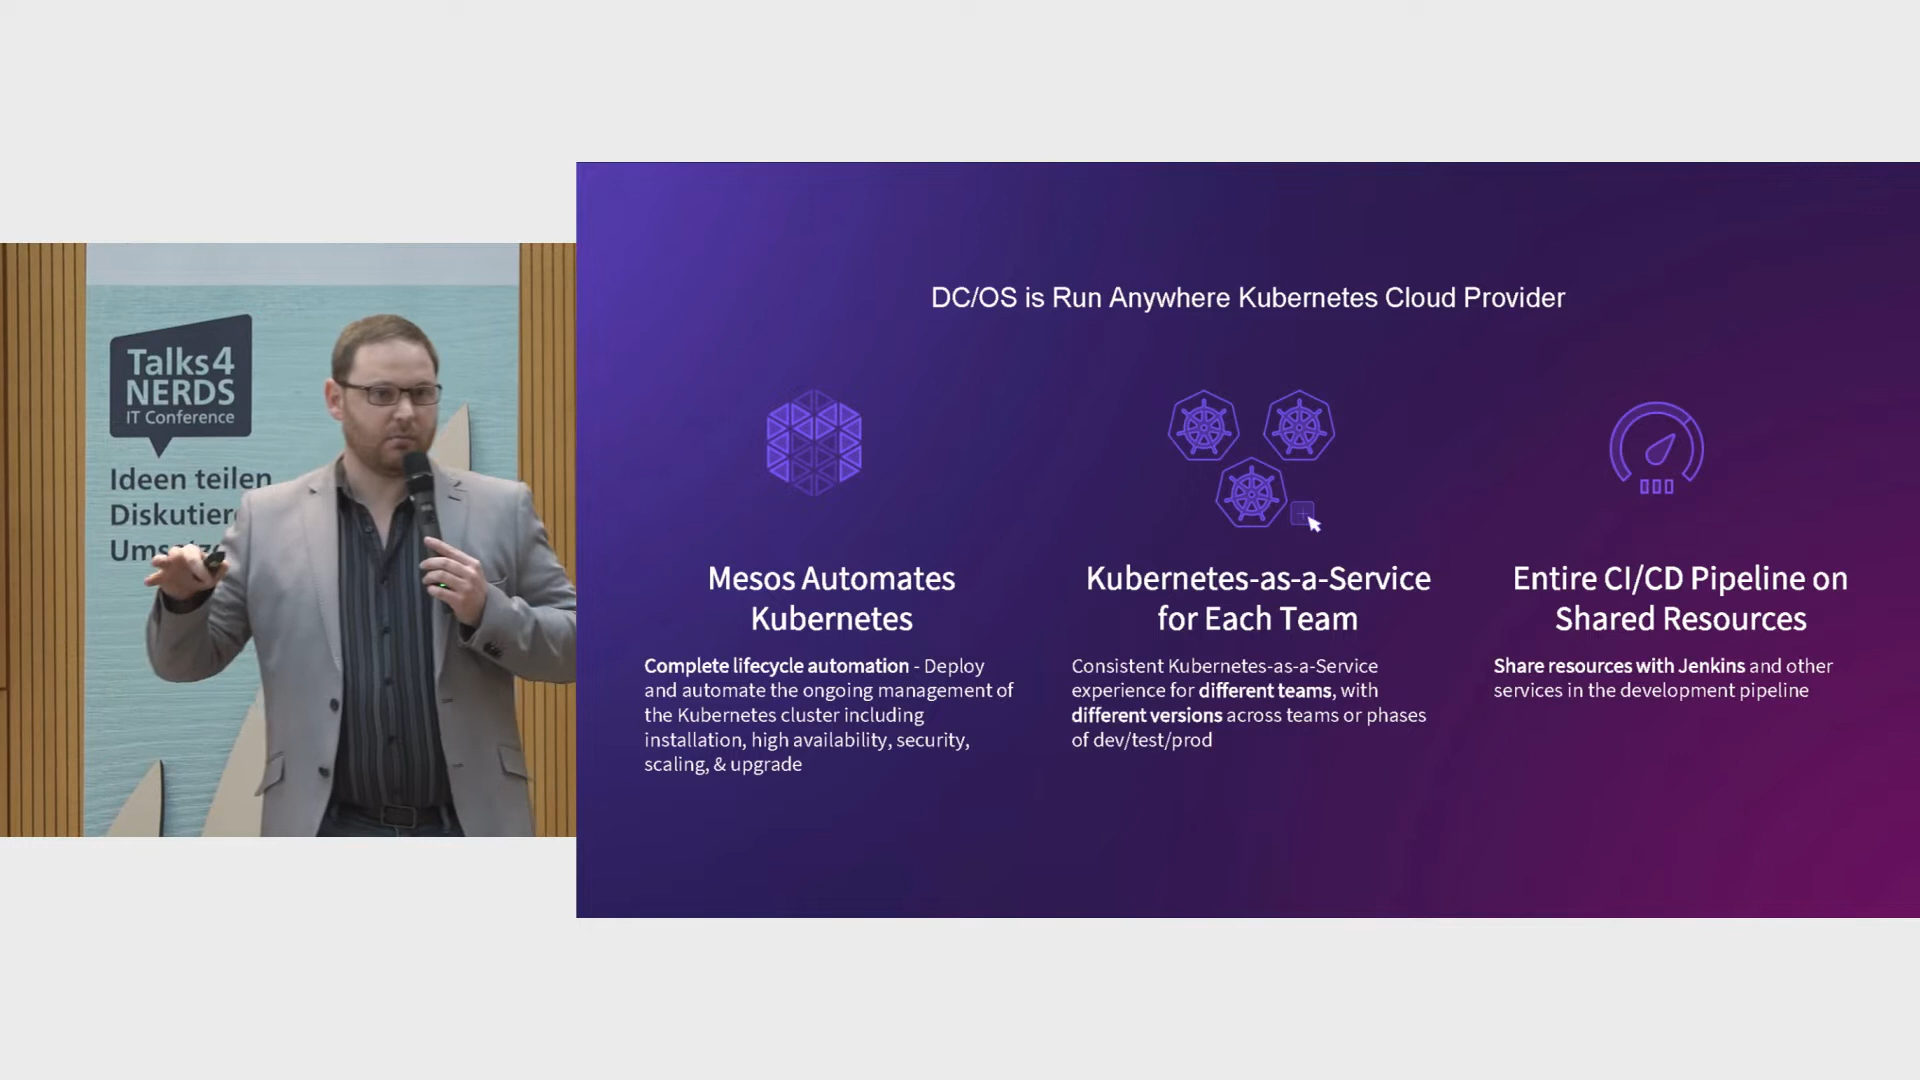 Talks4
NERDS
IT Conference
Ideen teilen
Diskutier
Umsetze
DC/OS is Run Anywhere Kubernetes Cloud Provider
Mesos Automates
Kubernetes
Complete lifecycle automation - Deploy
and automate the ongoing management of
the Kubernetes cluster including
installation, high availability, security,
scaling, & upgrade
Kubernetes-as-a-Service
for Each Team
Consistent Kubernetes-as-a-Service
experience for different teams, with
different versions across teams or phases
of dev/test/prod
Entire CI/CD Pipeline on
Shared Resources
Share resources with Jenkins and other
services in the development pipeline